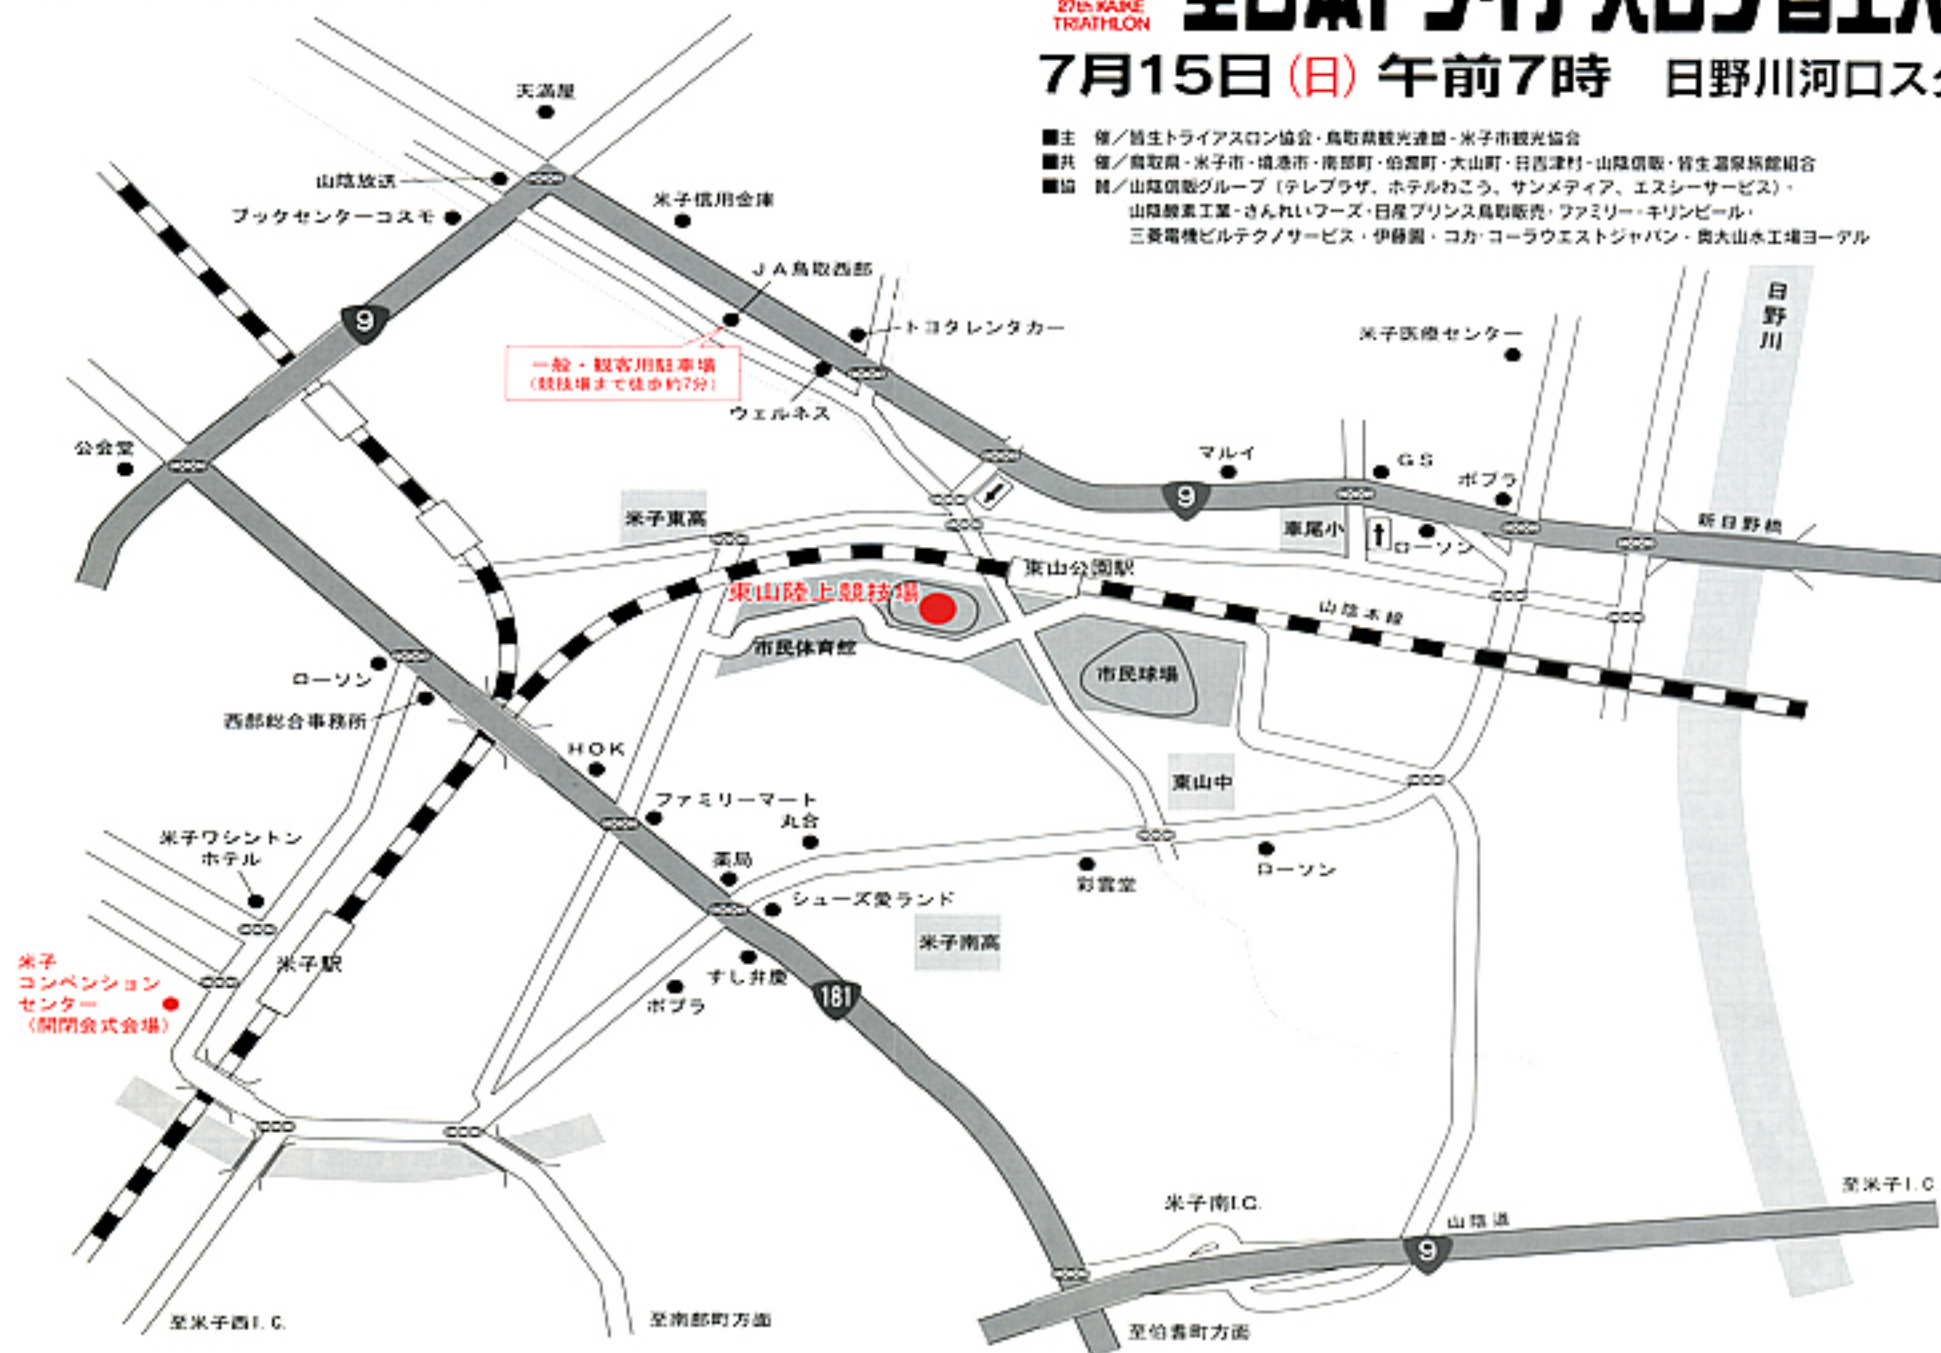 27th KAIKE
TRIATHLON
全日本トライアスロン皆生
7月15日(日) 午前7時 日野川河口ス
■主 催/皆生トライアスロン協会・鳥取県観光連盟・米子市観光協会
■共 催/鳥取県・米子市・境港市・南部町・伯耆町・大山町・日吉津村・山陰信販・皆生温泉旅館組合
■協 賛/山陰信販グループ(テレプラザ、ホテルわこう、サンメディア、エスシーサービス)・
山陰酸素工業・さんれいフーズ・日産プリンス鳥取販売・ファミリー・キリンビール・
三菱電機ビルテクノサービス・伊藤園・コカ・コーラウエストジャパン・奥大山水工場ヨーデル
天満屋
山陰放送
ブックセンターコスモ
米子信用金庫
JA鳥取西部
日野川
9
トヨタレンタカー
米子医療センター
一般・観客用駐車場
(競技場まで徒歩約7分)
ウェルネス
公会堂
マルイ
GS
ポプラ
9
米子東高
車尾小
ローソン
新日野橋
東山公園駅
東山陸上競技場
山陰本線
市民体育館
市民球場
ローソン
西部総合事務所
HOK
東山中
ファミリーマート
丸合
米子ワシントン
ホテル
薬局
彩雲堂
ローソン
シューズ愛ランド
米子南高
米子駅
米子
コンベンション
センター
(開閉会式会場)
すし弁慶
ポプラ
181
米子南I.C.
至米子I.C.
山陰道
9
至米子西I.C.
至南部町方面
至伯耆町方面